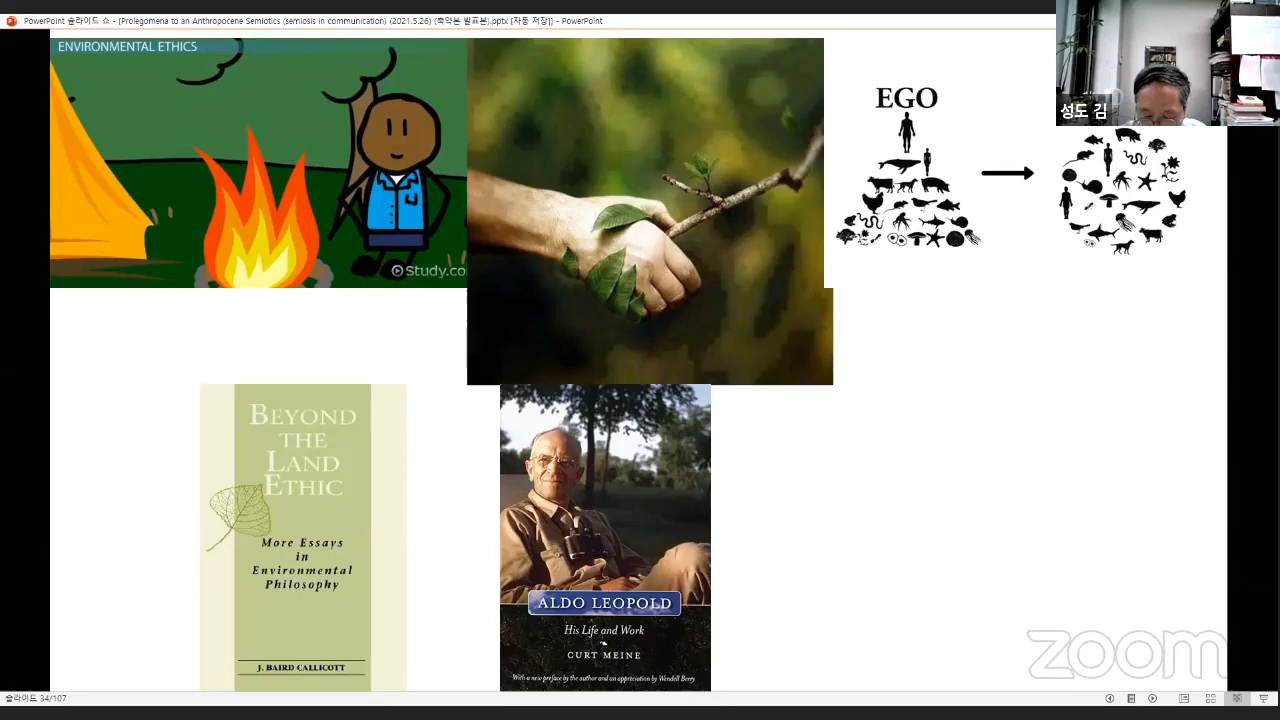 PowerPoint 슬라이드 쇼 - [Prolegomena to an Anthropocene Semiotics (semiosis in communication) (2021.5.26) (축약본 발표본).pptx [자동 저장]] - PowerPoint
ENVIRONMENTAL ETHICS
Study.co
EGO
성도 김
BEYOND
THE
LAND
ETHIC
More Essays
in
Environmental
Philosophy
J. BAIRD CALLICOTT
ALDO LEOPOLD
His Life and Work
CURT MEINE
With a new preface by the author and an appreciation by Wendell Berry
zoom
슬라이드 34/107